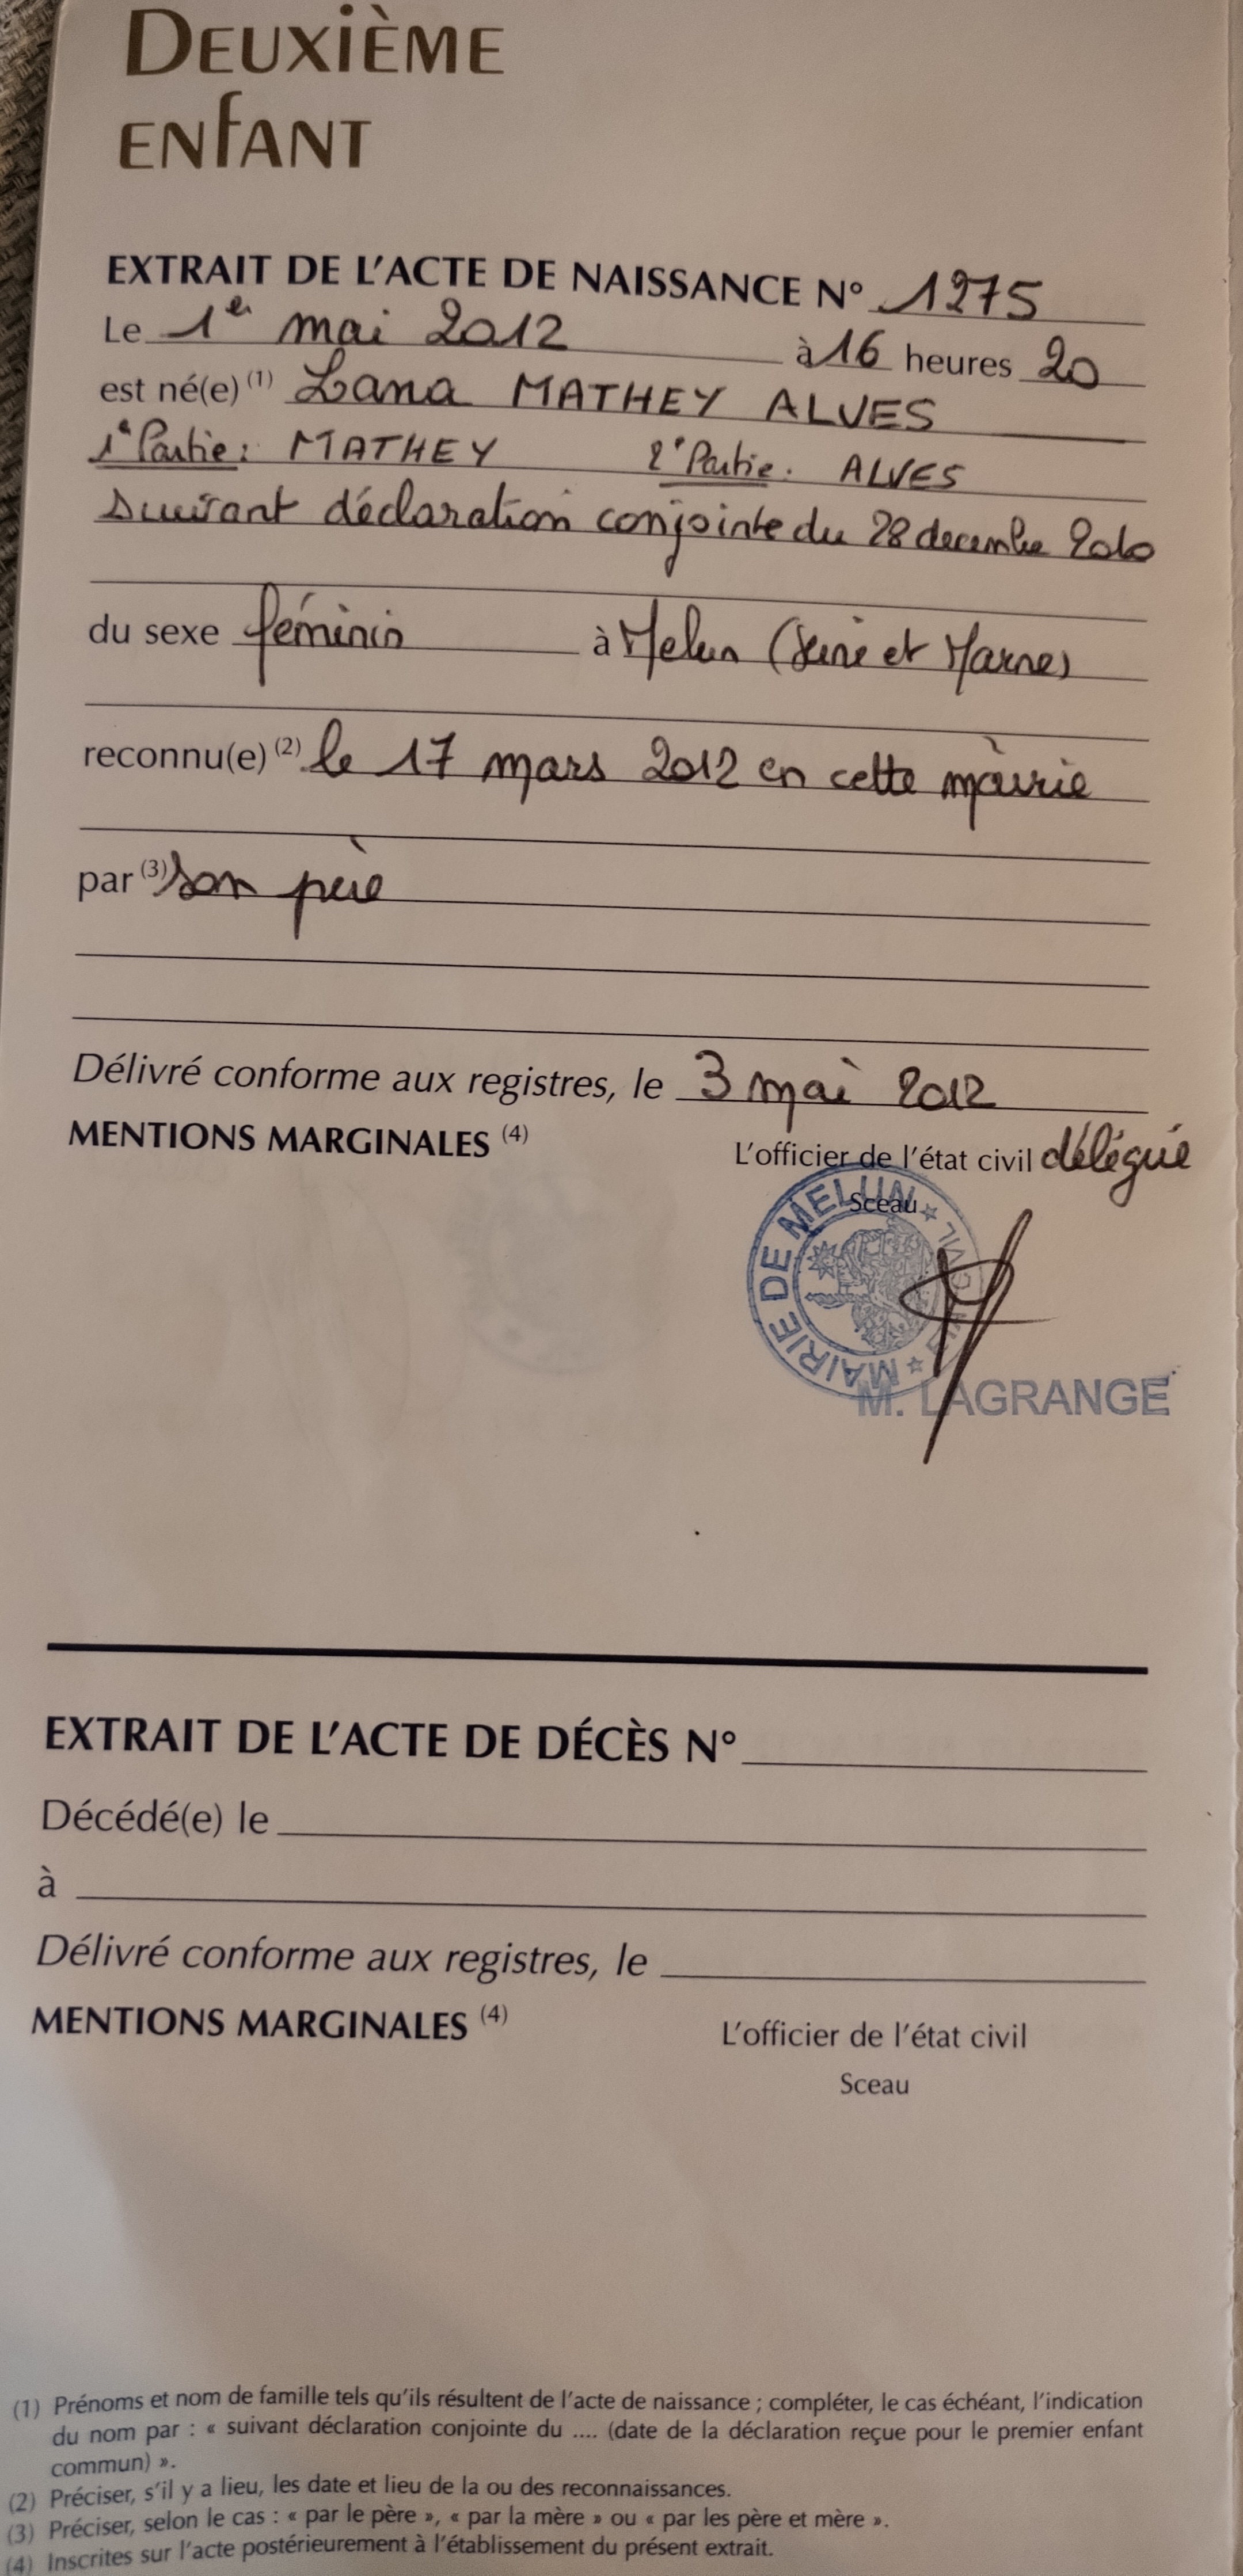 DEUXIÈME
ENFANT
EXTRAIT DE L'ACTE DE NAISSANCE N° 1275
Le 1er mai 2012 à 16 heures 20
est né(e) (1) Lana MATHEY ALVES
1e Partie : MATHEY 2e Partie : ALVES
suivant déclaration conjointe du 28 decembre 2010
du sexe féminin à Melun (Seine et Marne)
reconnu(e) (2) le 17 mars 2012 en cette mairie
par (3) son père
Délivré conforme aux registres, le 3 mai 2012
MENTIONS MARGINALES (4)
L'officier de l'état civil délégué
Sceau
MAIRIE DE MELUN ★ ÉTAT CIVIL ★
M. LAGRANGE
EXTRAIT DE L'ACTE DE DÉCÈS N°
Décédé(e) le
à
Délivré conforme aux registres, le
MENTIONS MARGINALES (4)
L'officier de l'état civil
Sceau
(1) Prénoms et nom de famille tels qu'ils résultent de l'acte de naissance ; compléter, le cas échéant, l'indication
du nom par : « suivant déclaration conjointe du .... (date de la déclaration reçue pour le premier enfant
commun) ».
(2) Préciser, s'il y a lieu, les date et lieu de la ou des reconnaissances.
(3) Préciser, selon le cas : « par le père », « par la mère » ou « par les père et mère ».
(4) Inscrites sur l'acte postérieurement à l'établissement du présent extrait.